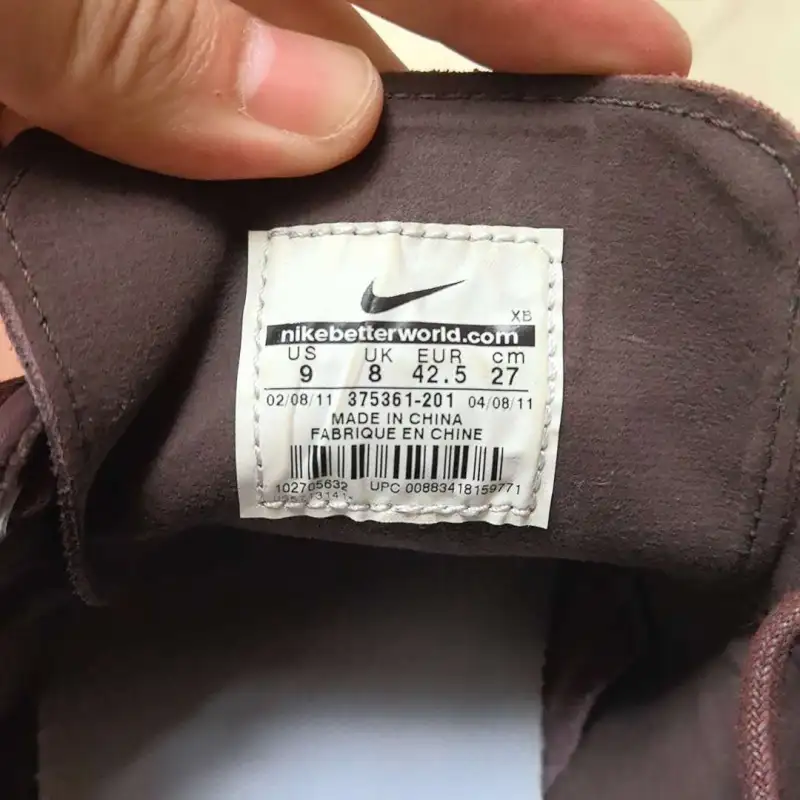 XB
nikebetterworld.com
US UK EUR cm
9 8 42.5 27
02/08/11 375361-201 04/08/11
MADE IN CHINA
FABRIQUE EN CHINE
102705632 UPC 00883418159771